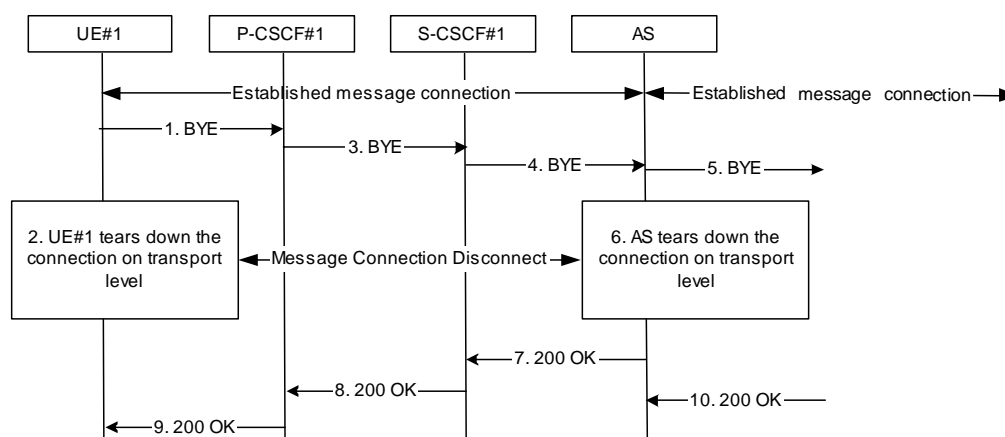 UE#1
P-CSCF#1
S-CSCF#1
AS
Established message connection
Established message connection
1. BYE
3. BYE
4. BYE
5. BYE
2. UE#1 tears down the
connection on transport
level
Message Connection Disconnect
6. AS tears down the
connection on transport
level
7. 200 OK
8. 200 OK
10. 200 OK
9. 200 OK